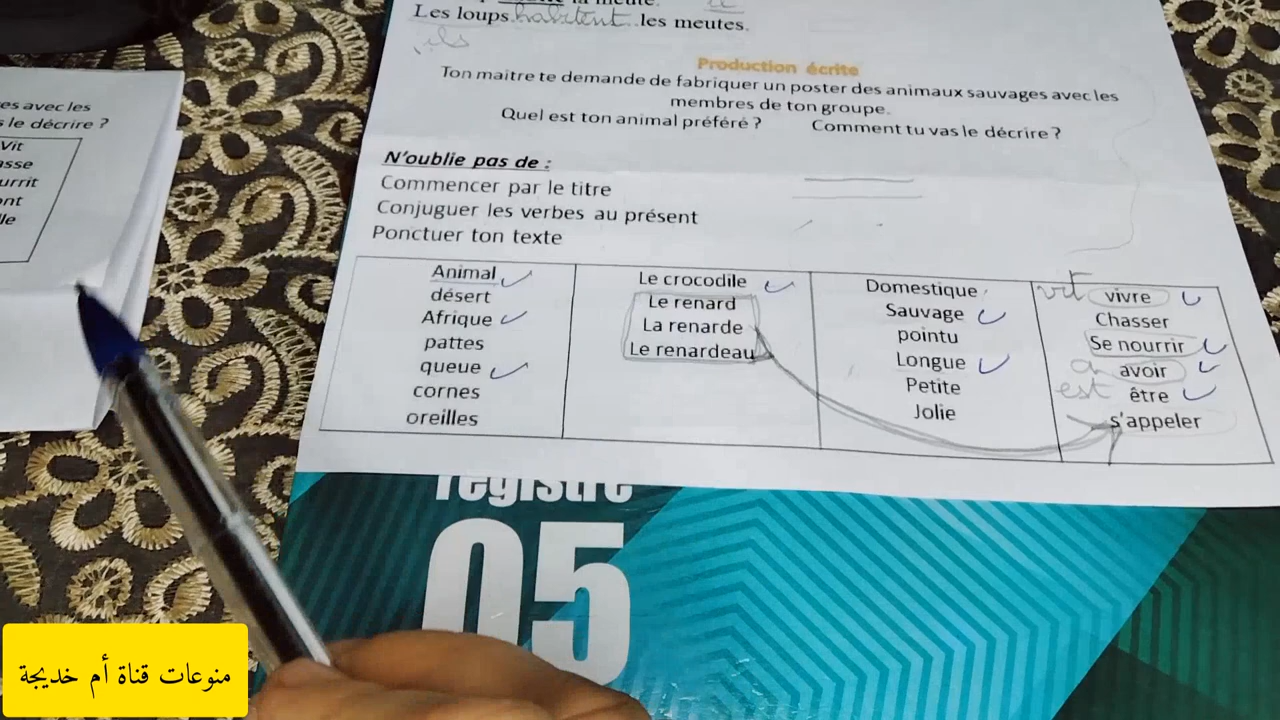 Les loups habitent les meutes.
ils
Production écrite
Ton maitre te demande de fabriquer un poster des animaux sauvages avec les
membres de ton groupe.
Quel est ton animal préféré ? Comment tu vas le décrire ?
N'oublie pas de :
Commencer par le titre
Conjuguer les verbes au présent
Ponctuer ton texte
Animal
désert
Afrique
pattes
queue
cornes
oreilles
Le crocodile
Le renard
La renarde
Le renardeau
Domestique
Sauvage
pointu
Longue
Petite
Jolie
vit vivre
Chasser
Se nourrir
a avoir
est être
s'appeler
es avec les
le décrire ?
Vit
asse
urrit
ont
lle
registre
05
منوعات قناة أم خديجة